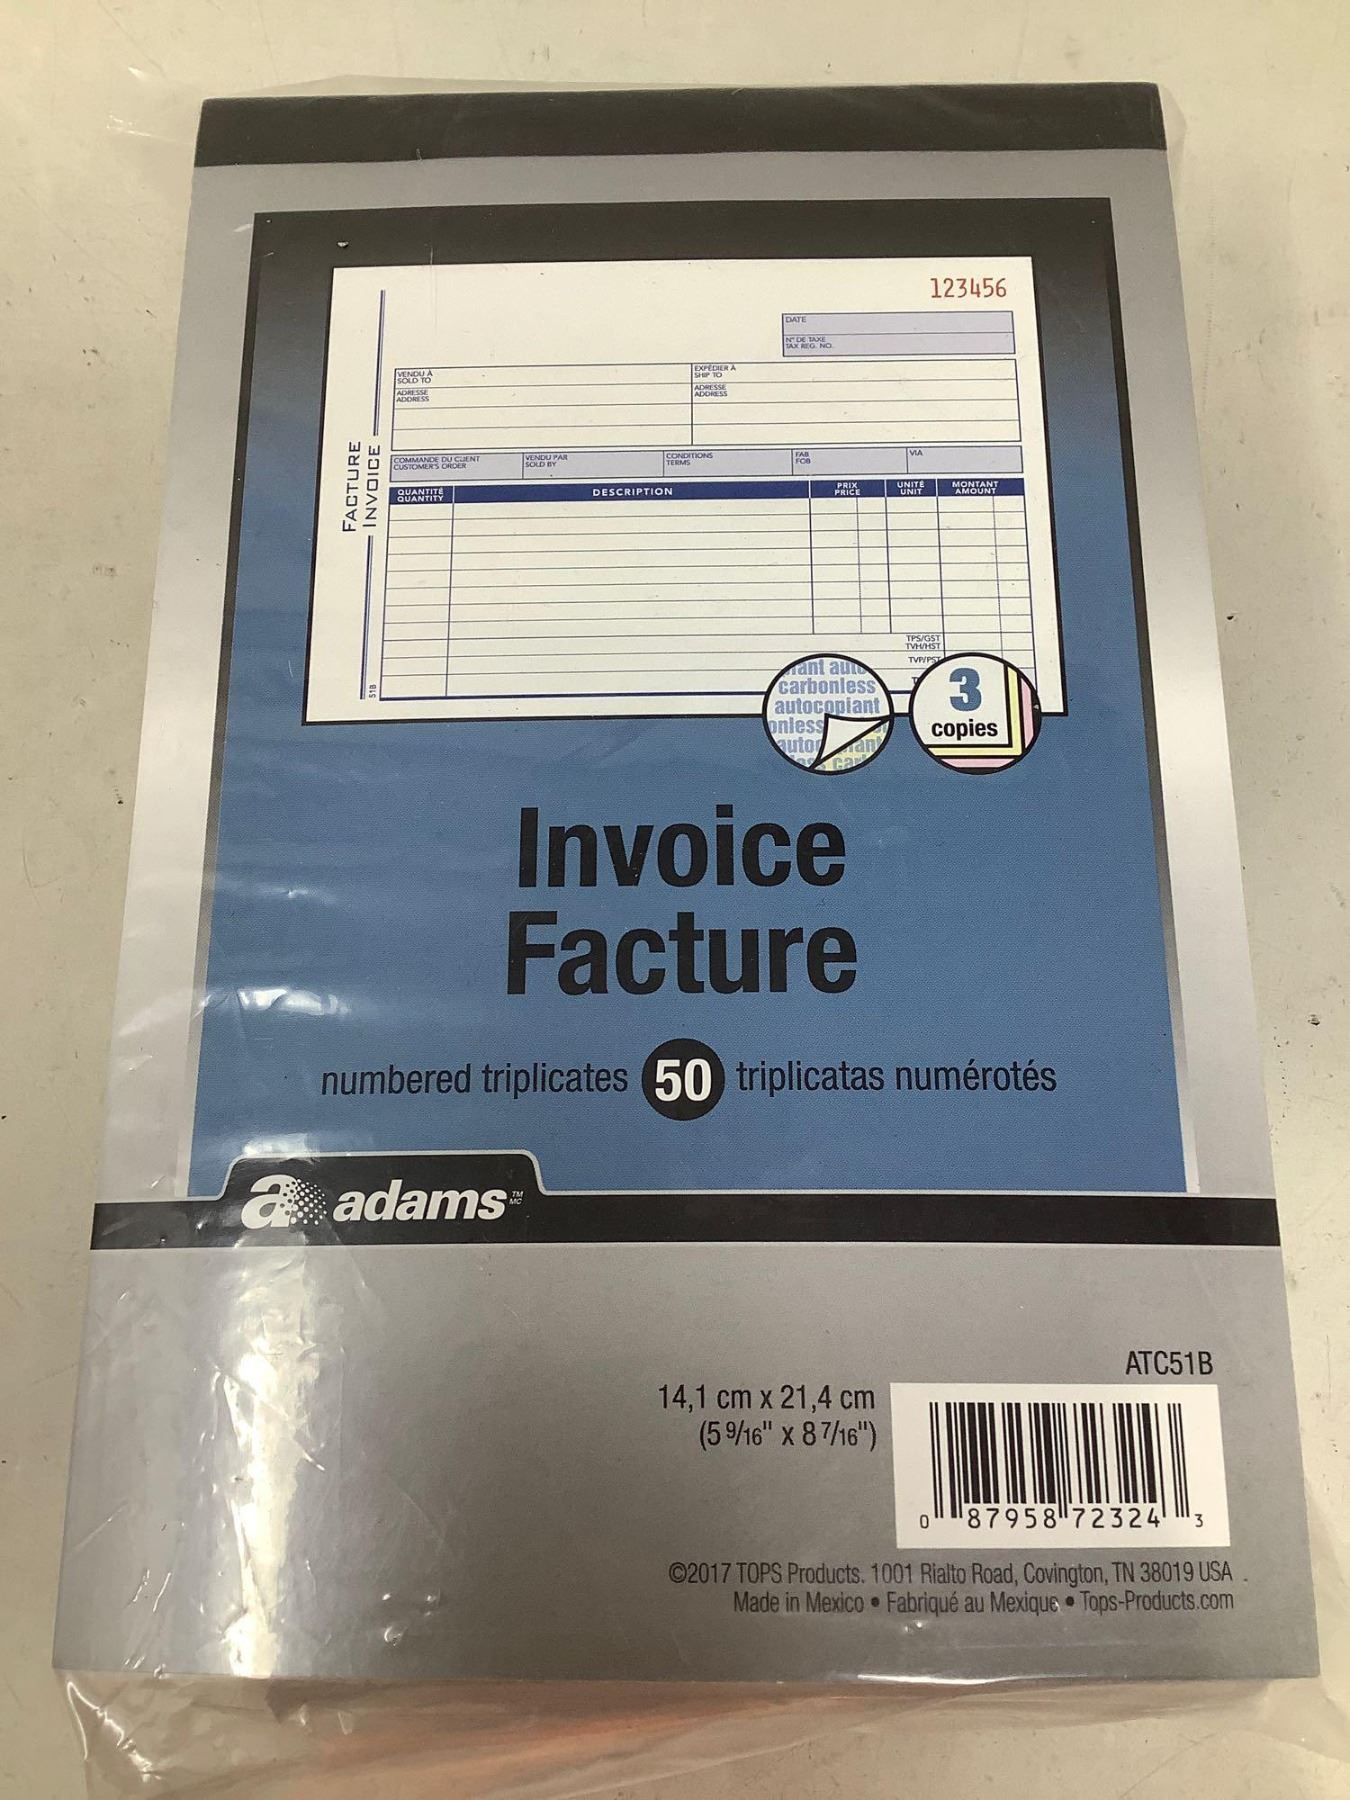 123456
DATE
N° DE TAXE
TAX REG. NO.
FACTURE
INVOICE
VENDU À
SOLD TO
ADRESSE
ADDRESS
EXPÉDIER À
SHIP TO
ADRESSE
ADDRESS
COMMANDE DU CLIENT
CUSTOMER'S ORDER
VENDU PAR
SOLD BY
CONDITIONS
TERMS
FAB
FOB
VIA
QUANTITÉ
QUANTITY
DESCRIPTION
PRIX
PRICE
UNITÉ
UNIT
MONTANT
AMOUNT
TPS/GST
TVH/HST
TVP/PST
51B
carbonless
autocopiant
3
copies
Invoice
Facture
numbered triplicates 50 triplicatas numérotés
a adams TM MC
ATC51B
14,1 cm x 21,4 cm
(5 9/16" x 8 7/16")
0 87958 72324 3
©2017 TOPS Products. 1001 Rialto Road, Covington, TN 38019 USA
Made in Mexico • Fabriqué au Mexique • Tops-Products.com